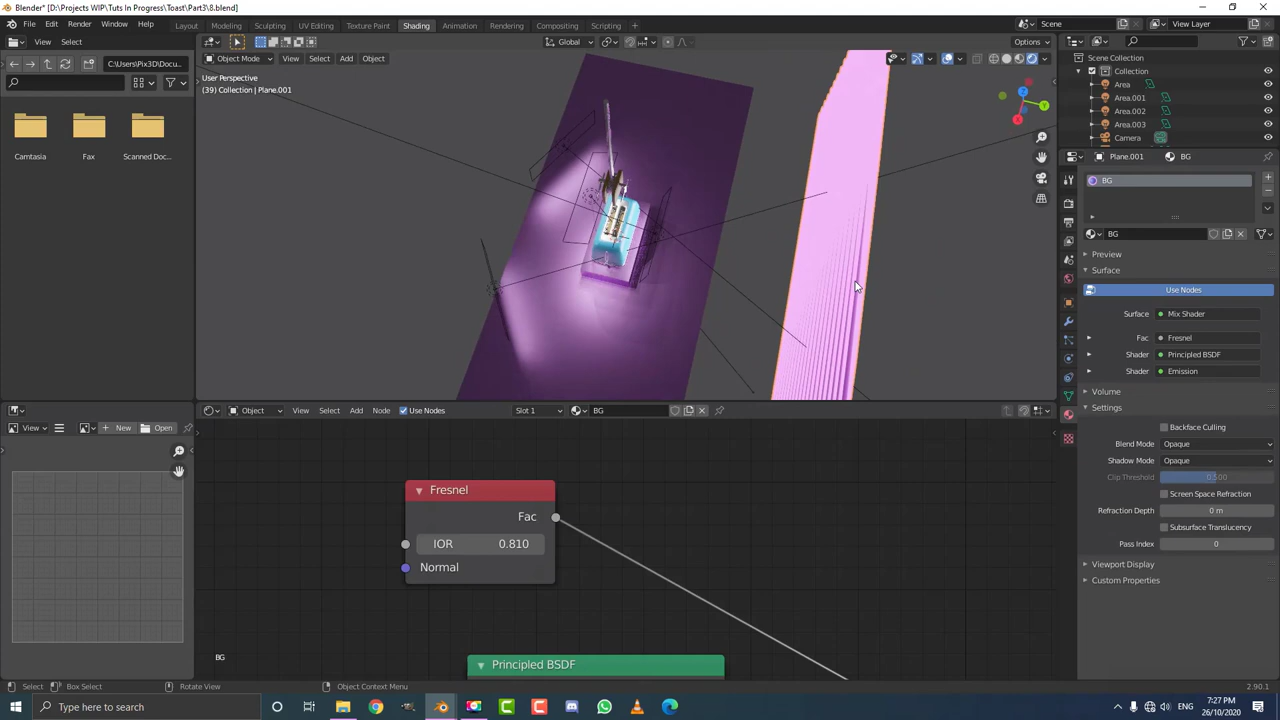 Blender* [D:\Projects WIP\Tuts In Progress\Toast\Part3\8.blend]
File Edit Render Window Help
Layout Modeling Sculpting UV Editing Texture Paint Shading Animation Rendering Compositing Scripting
Scene View Layer
View Select
Global
Options
C:\Users\Pix3D\Docu...
Object Mode View Select Add Object
Camtasia Fax Scanned Doc...
User Perspective
(39) Collection | Plane.001
Scene Collection
Collection
Area
Area.001
Area.002
Area.003
Camera
Plane.001 BG
BG
BG
Preview
Surface
Use Nodes
Surface Mix Shader
Fac Fresnel
Shader Principled BSDF
Shader Emission
Volume
Settings
Backface Culling
Blend Mode Opaque
Shadow Mode Opaque
Clip Threshold 0.500
Screen Space Refraction
Refraction Depth 0 m
Subsurface Translucency
Pass Index 0
Viewport Display
Custom Properties
View New Open
Object View Select Add Node Use Nodes Slot 1 BG
Fresnel
Fac
IOR 0.810
Normal
Principled BSDF
BG
Select Box Select Rotate View Object Context Menu 2.90.1
Type here to search
ENG 7:27 PM
26/10/2020